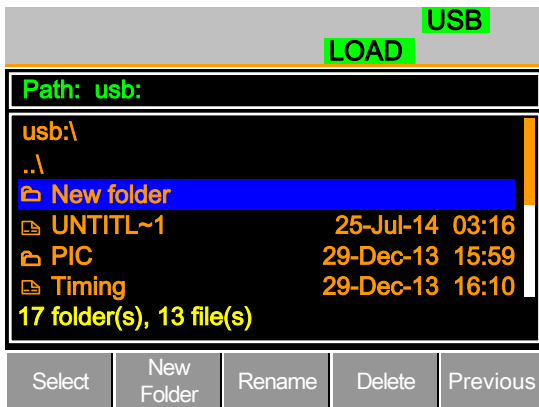 USB
LOAD
Path: usb:
usb:\
..\
New folder
UNTITL~1 25-Jul-14 03:16
PIC 29-Dec-13 15:59
Timing 29-Dec-13 16:10
17 folder(s), 13 file(s)
Select New Folder Rename Delete Previous